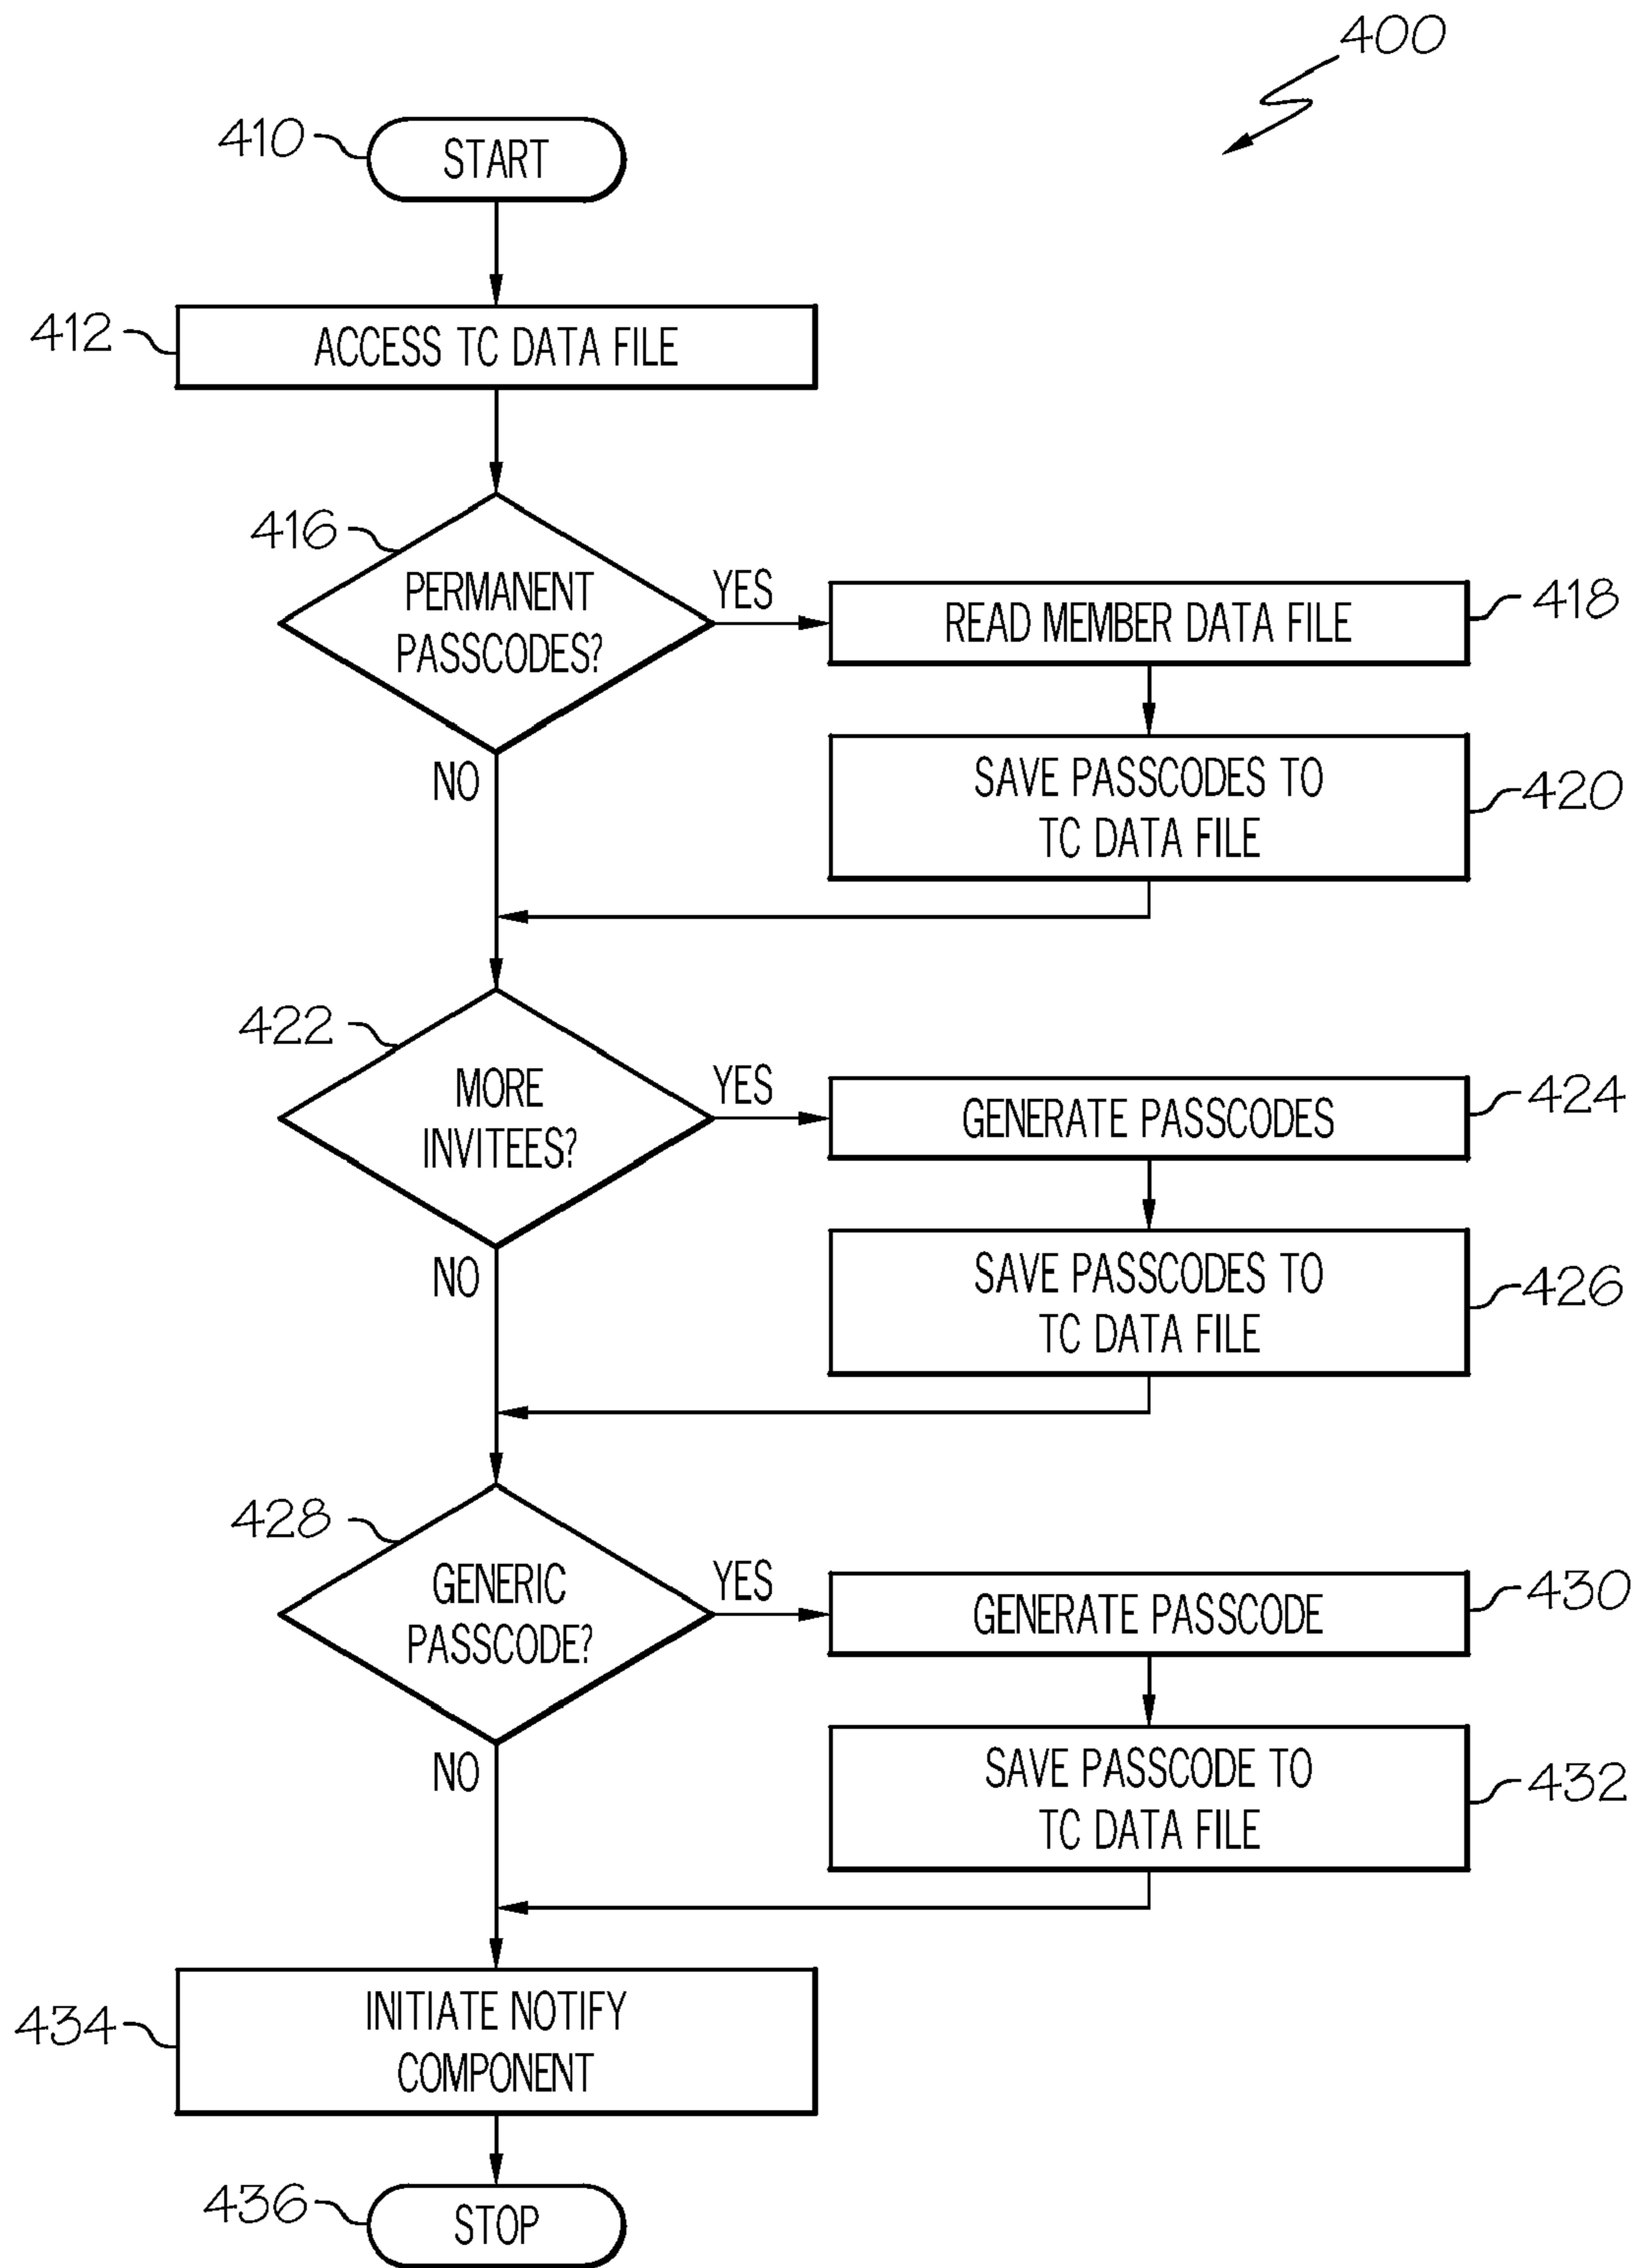 400
410
START
412
ACCESS TC DATA FILE
416
PERMANENT
PASSCODES?
YES
READ MEMBER DATA FILE
418
NO
SAVE PASSCODES TO
TC DATA FILE
420
422
MORE
INVITEES?
YES
GENERATE PASSCODES
424
NO
SAVE PASSCODES TO
TC DATA FILE
426
428
GENERIC
PASSCODE?
YES
GENERATE PASSCODE
430
NO
SAVE PASSCODE TO
TC DATA FILE
432
434
INITIATE NOTIFY
COMPONENT
436
STOP